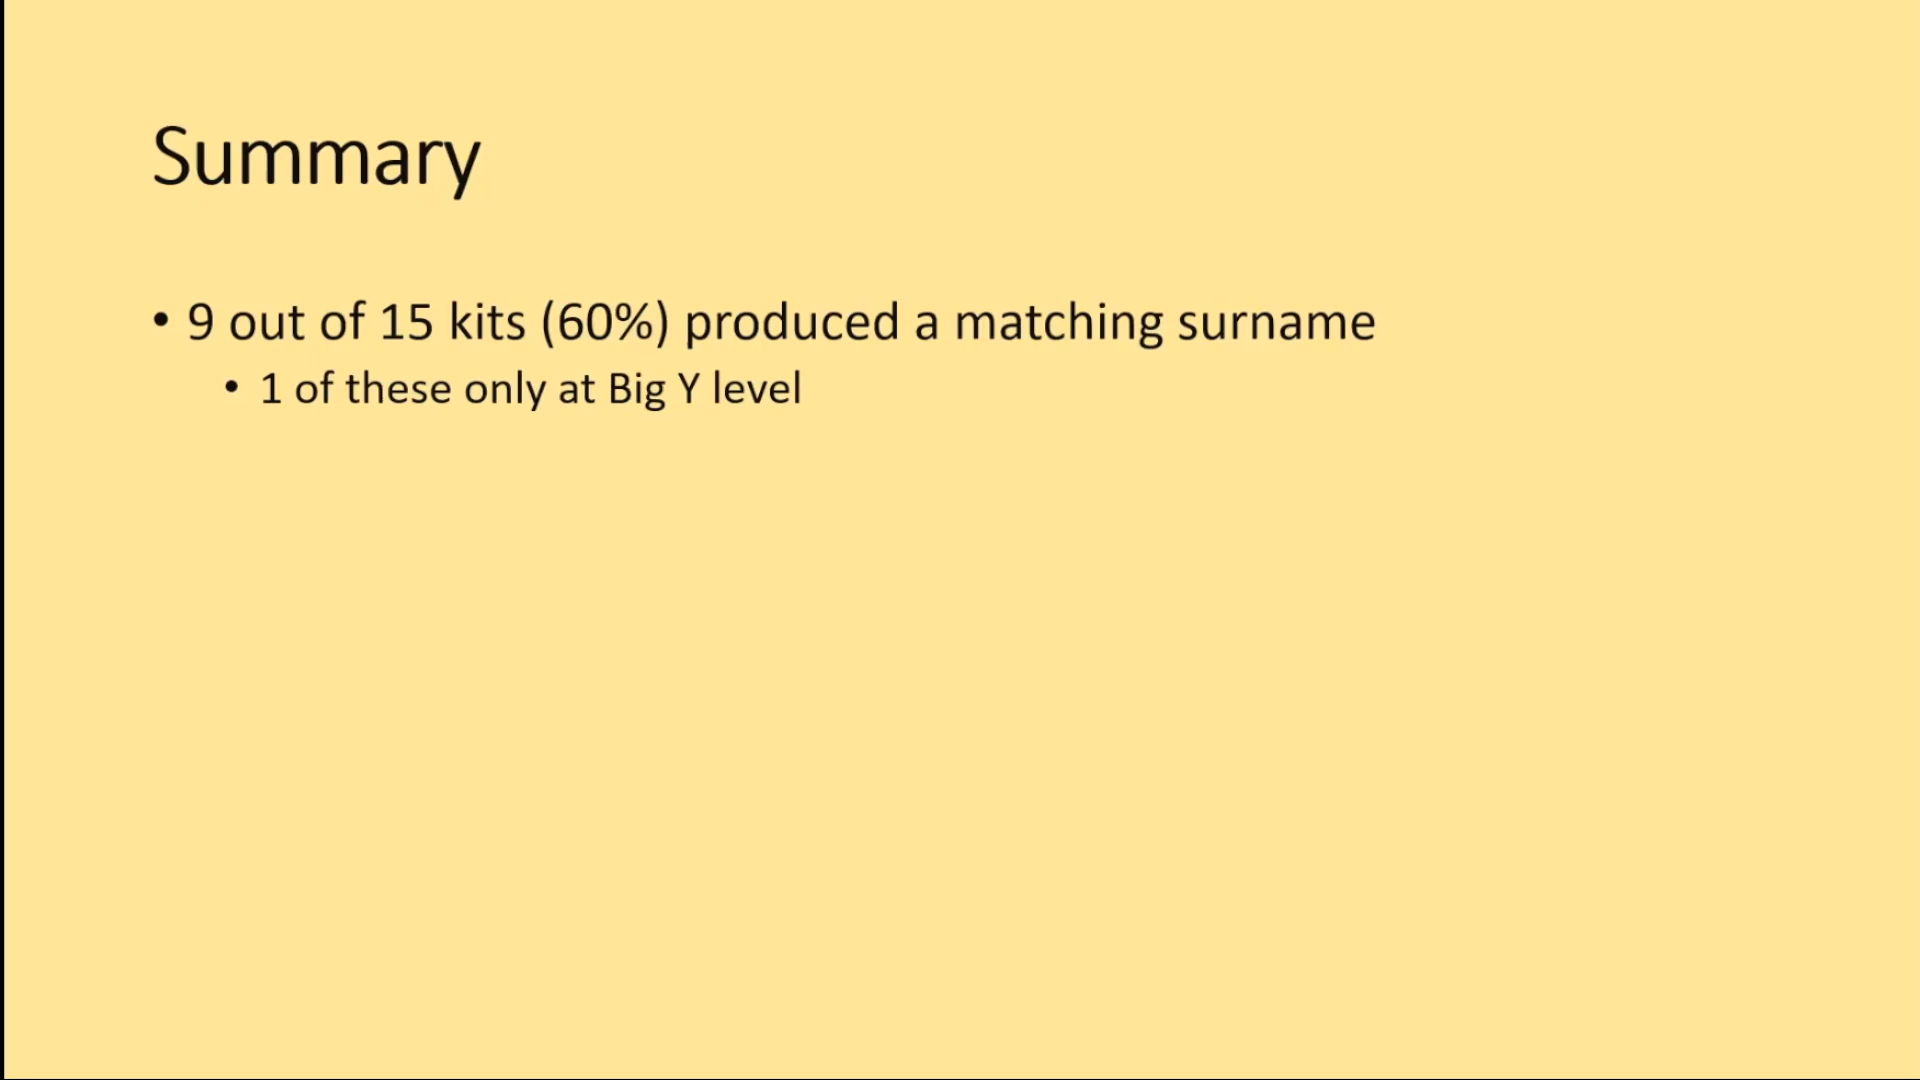 Summary
• 9 out of 15 kits (60%) produced a matching surname
• 1 of these only at Big Y level